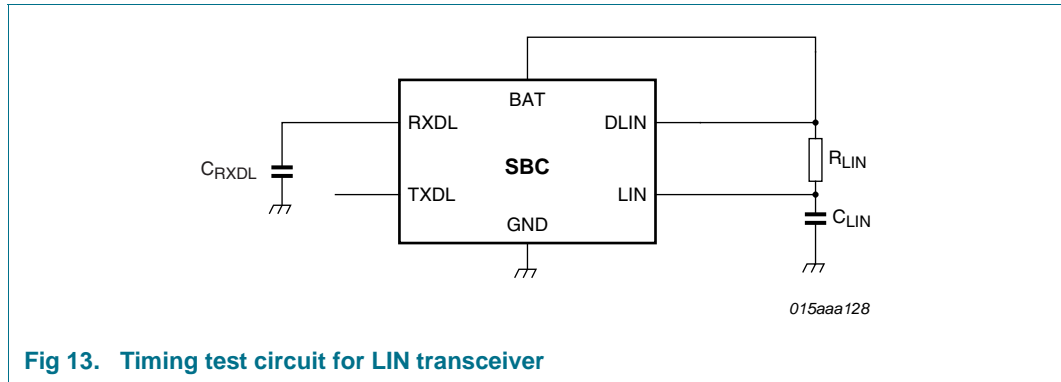 BAT
RXDL
DLIN
CRXDL
SBC
RLIN
TXDL
LIN
CLIN
GND
015aaa128
Fig 13. Timing test circuit for LIN transceiver